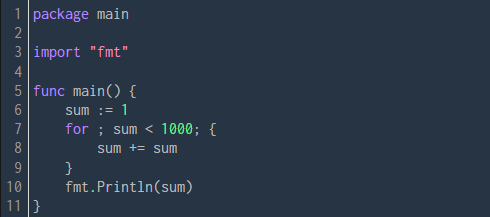 1 package main
2
3 import "fmt"
4
5 func main() {
6     sum := 1
7     for ; sum < 1000; {
8         sum += sum
9     }
10     fmt.Println(sum)
11 }